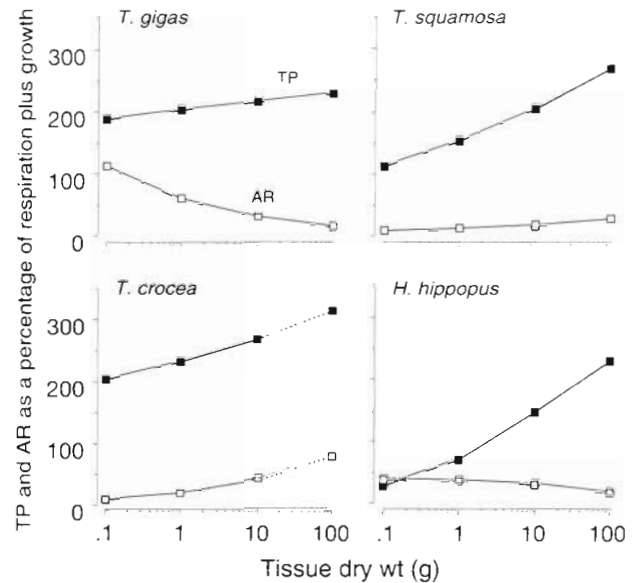 TP and AR as a percentage of respiration plus growth
T. gigas
T. squamosa
300
200
100
0
TP
AR
T. crocea
H. hippopus
300
200
100
0
.1 1 10 100 .1 1 10 100
Tissue dry wt (g)